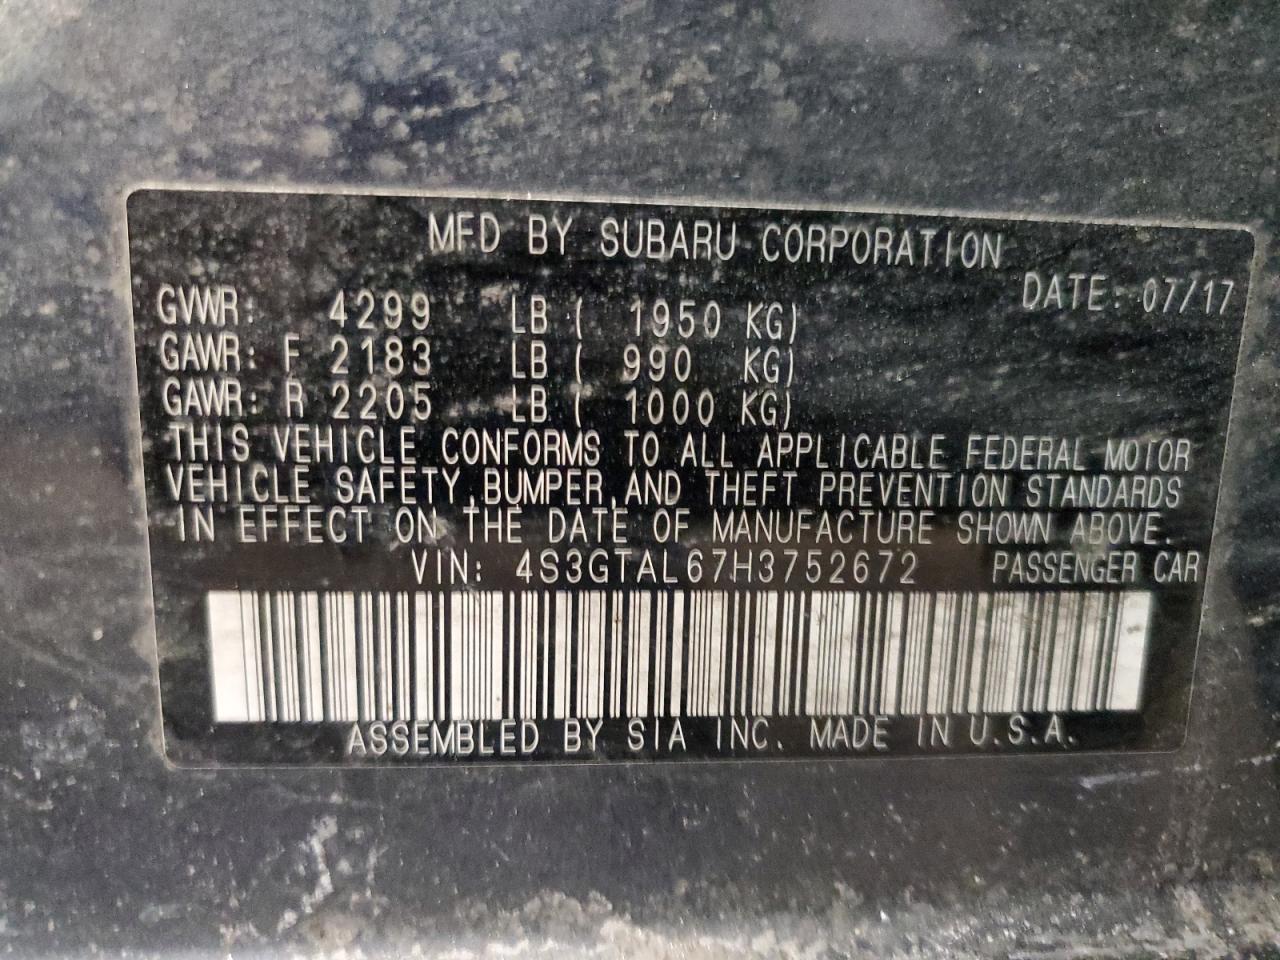 MFD BY SUBARU CORPORATION
DATE: 07/17
GVWR: 4299 LB ( 1950 KG)
GAWR: F 2183 LB ( 990 KG)
GAWR: R 2205 LB ( 1000 KG)
THIS VEHICLE CONFORMS TO ALL APPLICABLE FEDERAL MOTOR
VEHICLE SAFETY,BUMPER,AND THEFT PREVENTION STANDARDS
IN EFFECT ON THE DATE OF MANUFACTURE SHOWN ABOVE.
VIN: 4S3GTAL67H3752672 PASSENGER CAR
ASSEMBLED BY SIA INC. MADE IN U.S.A.